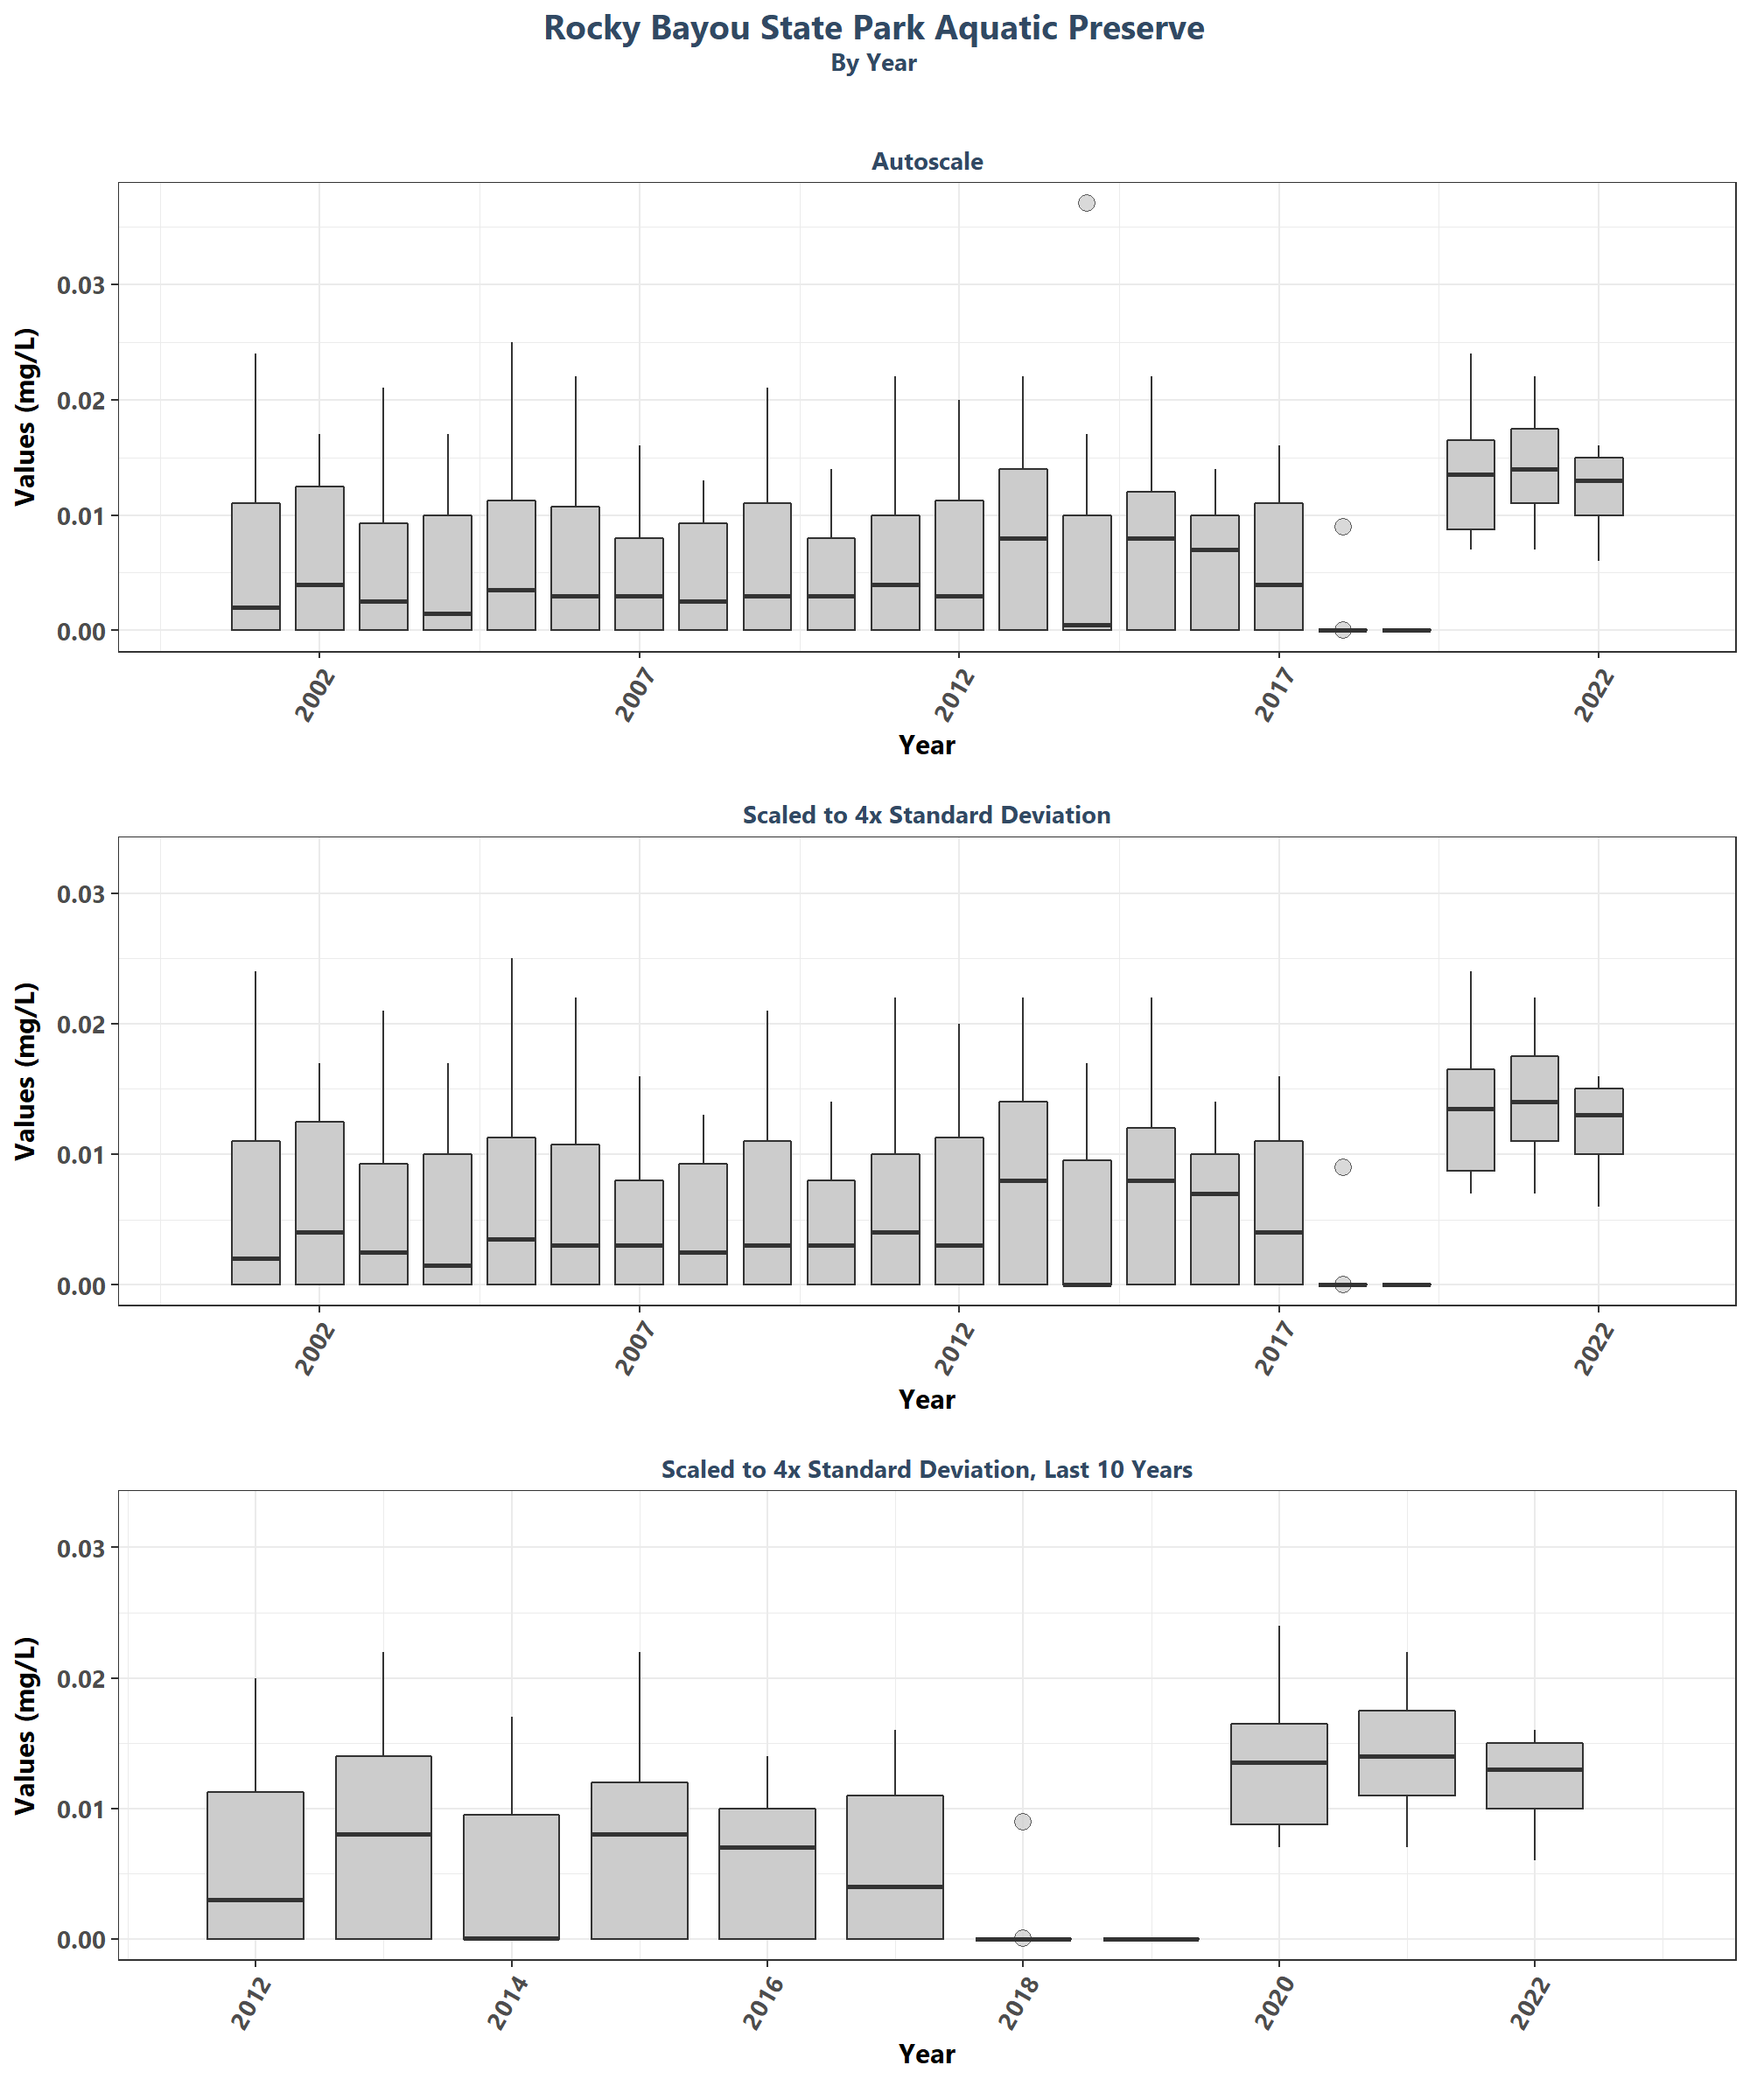 Rocky Bayou State Park Aquatic Preserve
By Year
Autoscale
Values (mg/L)
0.03
0.02
0.01
0.00
2002
2007
2012
2017
2022
Year
Scaled to 4x Standard Deviation
Values (mg/L)
0.03
0.02
0.01
0.00
2002
2007
2012
2017
2022
Year
Scaled to 4x Standard Deviation, Last 10 Years
Values (mg/L)
0.03
0.02
0.01
0.00
2012
2014
2016
2018
2020
2022
Year